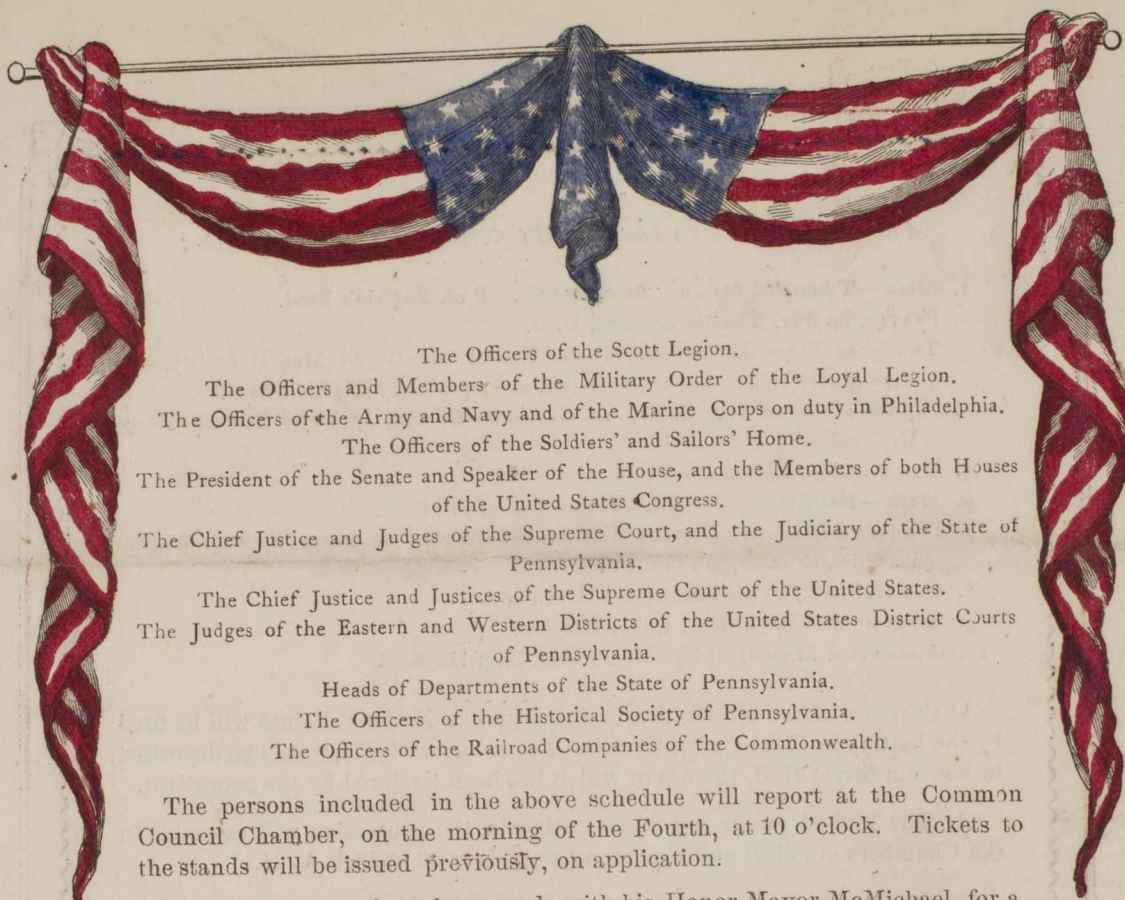 The Officers of the Scott Legion.
The Officers and Members of the Military Order of the Loyal Legion.
The Officers of the Army and Navy and of the Marine Corps on duty in Philadelphia.
The Officers of the Soldiers' and Sailors' Home.
The President of the Senate and Speaker of the House, and the Members of both Houses
of the United States Congress.
The Chief Justice and Judges of the Supreme Court, and the Judiciary of the State of
Pennsylvania.
The Chief Justice and Justices of the Supreme Court of the United States.
The Judges of the Eastern and Western Districts of the United States District Courts
of Pennsylvania.
Heads of Departments of the State of Pennsylvania.
The Officers of the Historical Society of Pennsylvania.
The Officers of the Railroad Companies of the Commonwealth.
The persons included in the above schedule will report at the Common
Council Chamber, on the morning of the Fourth, at 10 o'clock. Tickets to
the stands will be issued previously, on application.
with his Honor Mayor McMichael, for a